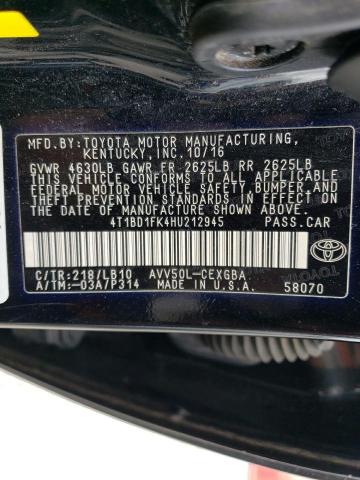 MFD.BY:TOYOTA MOTOR MANUFACTURING,
KENTUCKY, INC. 10/16
GVWR 4630LB GAWR FR 2625LB RR 2625LB
THIS VEHICLE CONFORMS TO ALL APPLICABLE
FEDERAL MOTOR VEHICLE SAFETY, BUMPER, AND
THEFT PREVENTION STANDARDS IN EFFECT ON
THE DATE OF MANUFACTURE SHOWN ABOVE.
4T1BD1FK4HU212945 PASS.CAR
C/TR:218/LB10 AVV50L-CEXGBA
A/TM:-03A/P314 MADE IN U.S.A. 58070